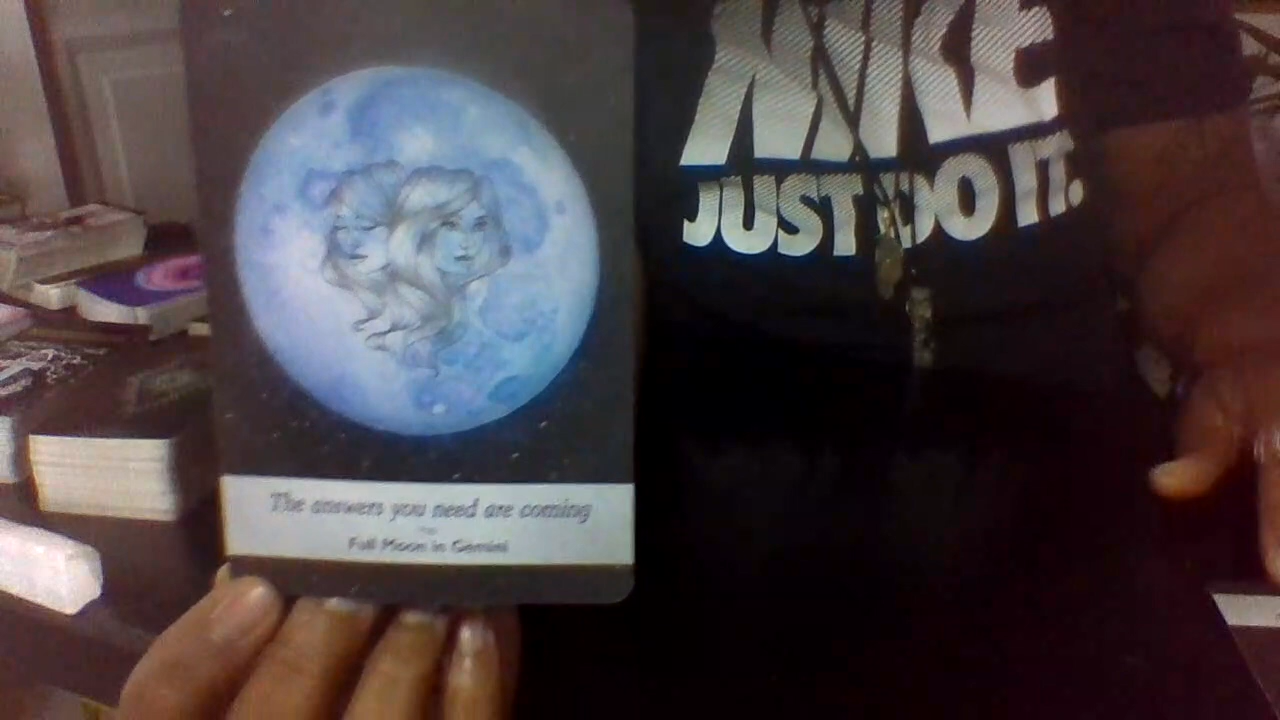 The answers you need are coming
Full Moon in Gemini
NIKE
JUST DO IT.